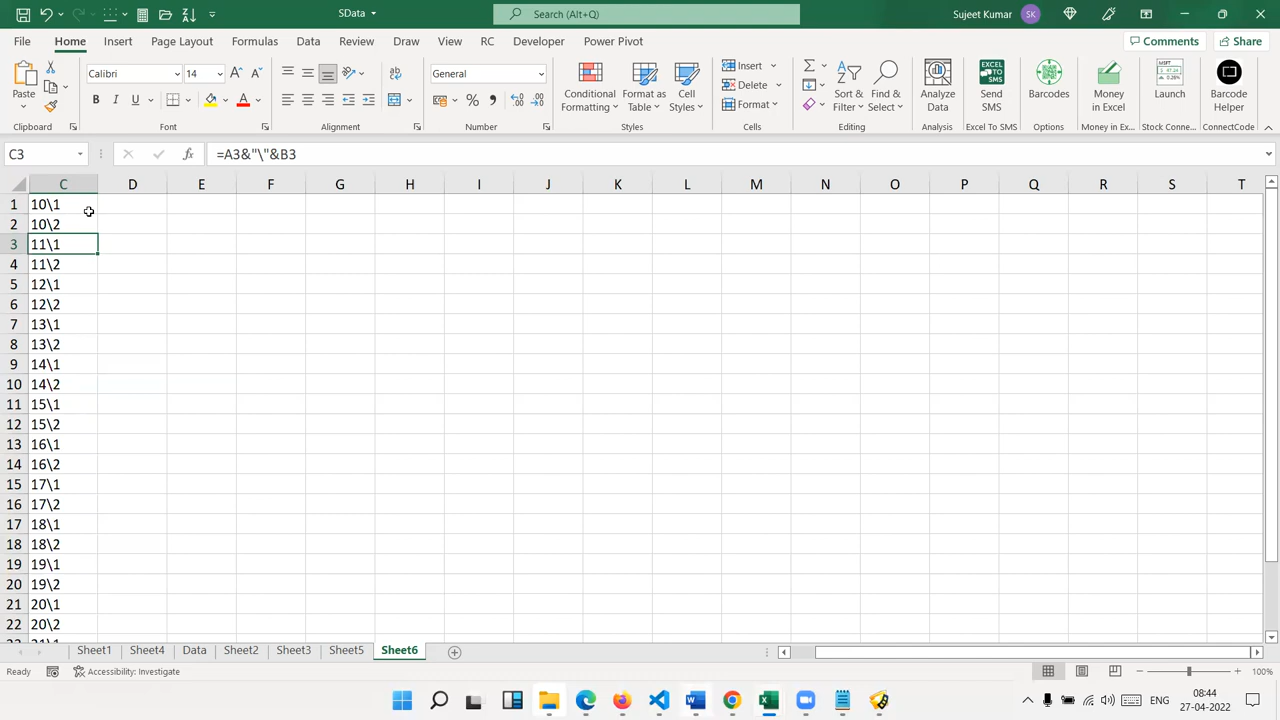 SData
Search (Alt+Q)
Sujeet Kumar
SK
File Home Insert Page Layout Formulas Data Review View Draw RC Developer Power Pivot
Comments
Share
Paste
Calibri
14
B I U
General
Conditional Formatting
Format as Table
Cell Styles
Insert
Delete
Format
Sort & Filter
Find & Select
Analyze Data
EXCEL TO SMS
Send SMS
Barcodes
Money in Excel
MSFT
Launch
Barcode Helper
Clipboard Font Alignment Number Styles Cells Editing Analysis Excel To SMS Options Money in Ex... Stock Conne... ConnectCode
C3
fx
=A3&"\"&B3
C D E F G H I J K L M N O P Q R S T
1 10\1
2 10\2
3 11\1
4 11\2
5 12\1
6 12\2
7 13\1
8 13\2
9 14\1
10 14\2
11 15\1
12 15\2
13 16\1
14 16\2
15 17\1
16 17\2
17 18\1
18 18\2
19 19\1
20 19\2
21 20\1
22 20\2
23 21\1
Sheet1 Sheet4 Data Sheet2 Sheet3 Sheet5 Sheet6
Ready
Accessibility: Investigate
100%
ENG
08:44
27-04-2022